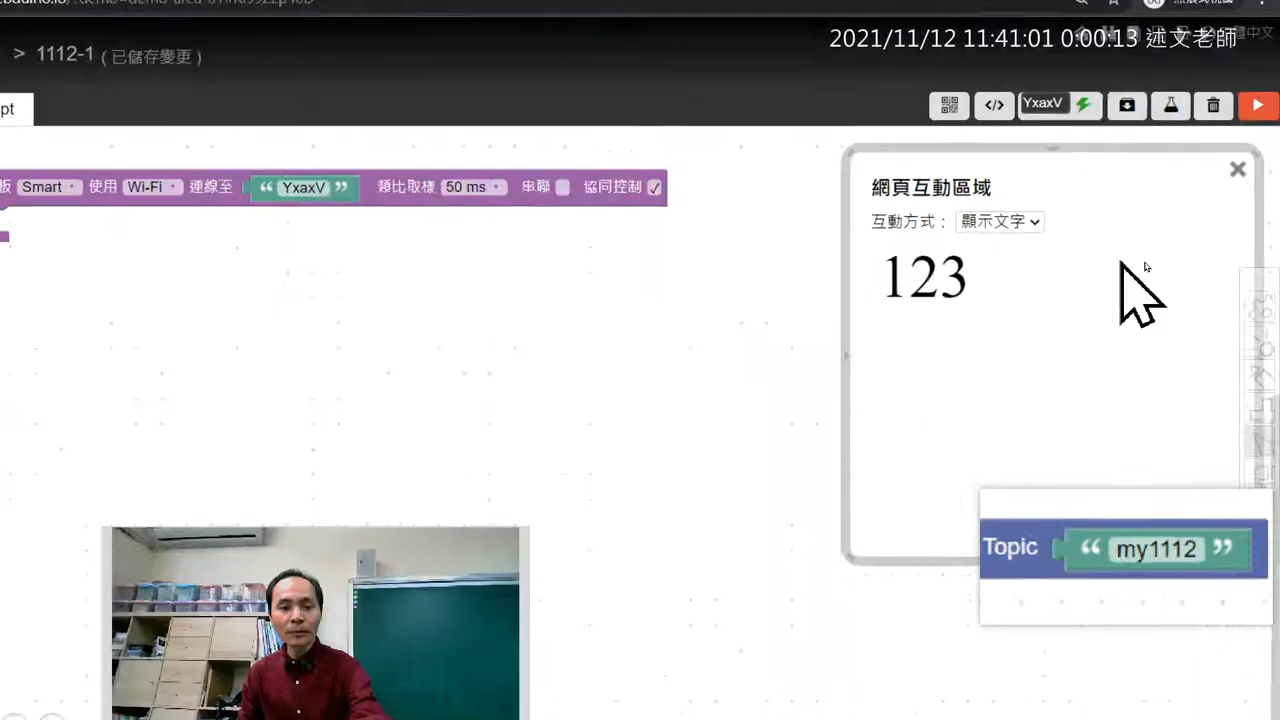 2021/11/12 11:41:01 0:00:13 述文老師
> 1112-1 ( 已儲存變更 )
pt
</> YxaxV
板 Smart 使用 Wi-Fi 連線至 “ YxaxV ” 類比取樣 50 ms 串聯 協同控制
網頁互動區域
互動方式： 顯示文字
123
Topic “ my1112 ”